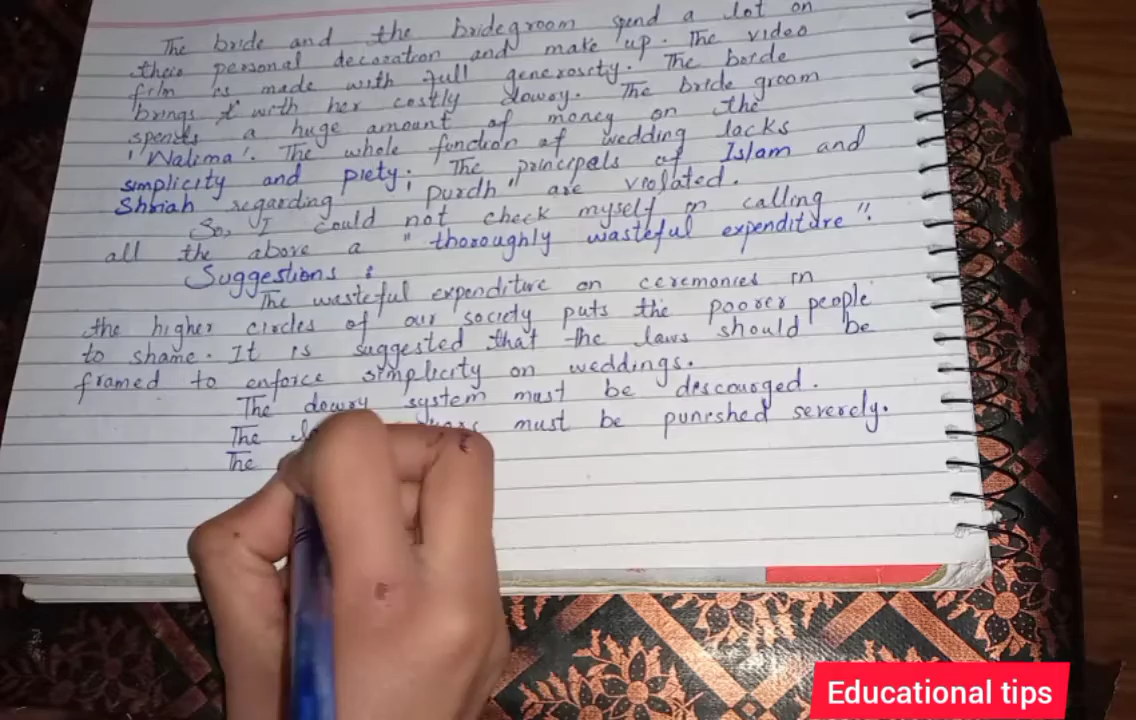 The bride and the bridegroom spend a lot on
their personal decoration and make up. The video
film is made with full generosity. The borde
brings with her costly dowoy. The bride groom
spends a huge amount of money on the
"Walima". The whole function of wedding lacks
simplicity and piety. The principels of Islam and
Shriah regarding "purdh" are violated.
So, I could not check myself in calling
all the above a "thoroughly wasteful expenditure".
Suggestions :
The wasteful expenditure on ceremonies in
the higher circles of our society puts the poorer people
to shame. It is suggested that the laws should be
framed to enforce simplicity on weddings.
The dowry system must be discourged.
The must be punished severely.
The
Educational tips